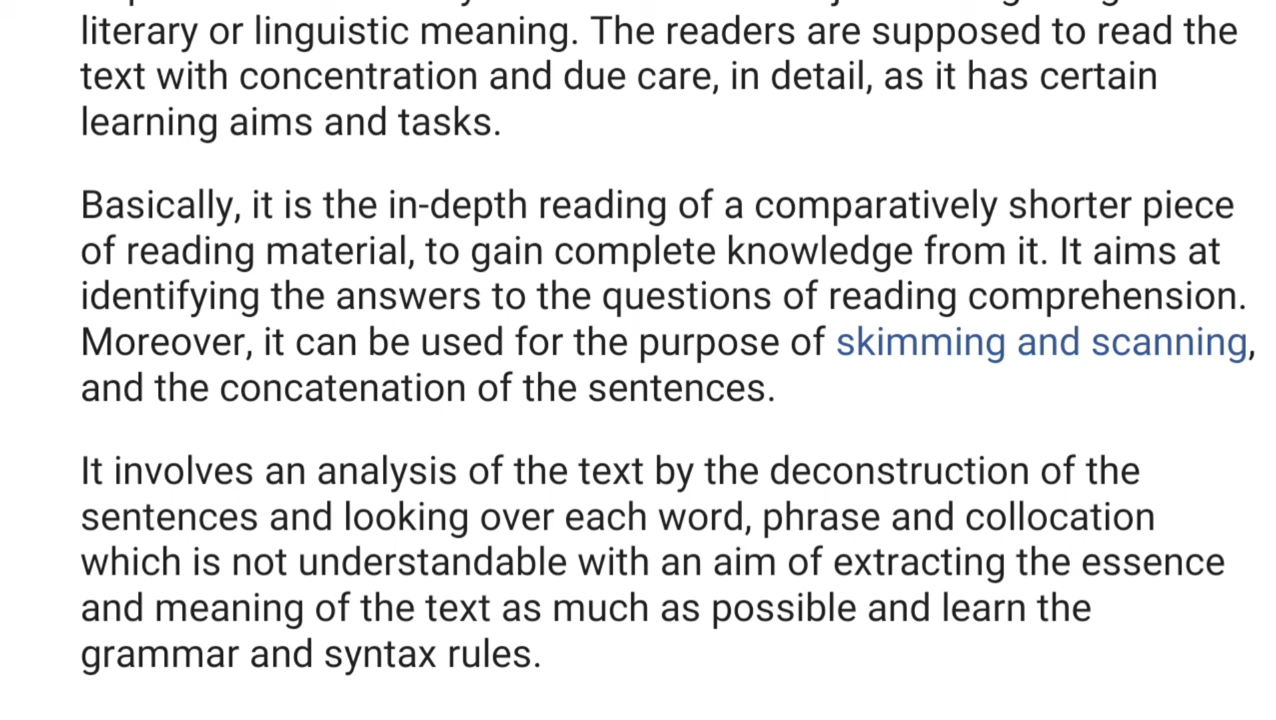 literary or linguistic meaning. The readers are supposed to read the
text with concentration and due care, in detail, as it has certain
learning aims and tasks.
Basically, it is the in-depth reading of a comparatively shorter piece
of reading material, to gain complete knowledge from it. It aims at
identifying the answers to the questions of reading comprehension.
Moreover, it can be used for the purpose of skimming and scanning,
and the concatenation of the sentences.
It involves an analysis of the text by the deconstruction of the
sentences and looking over each word, phrase and collocation
which is not understandable with an aim of extracting the essence
and meaning of the text as much as possible and learn the
grammar and syntax rules.